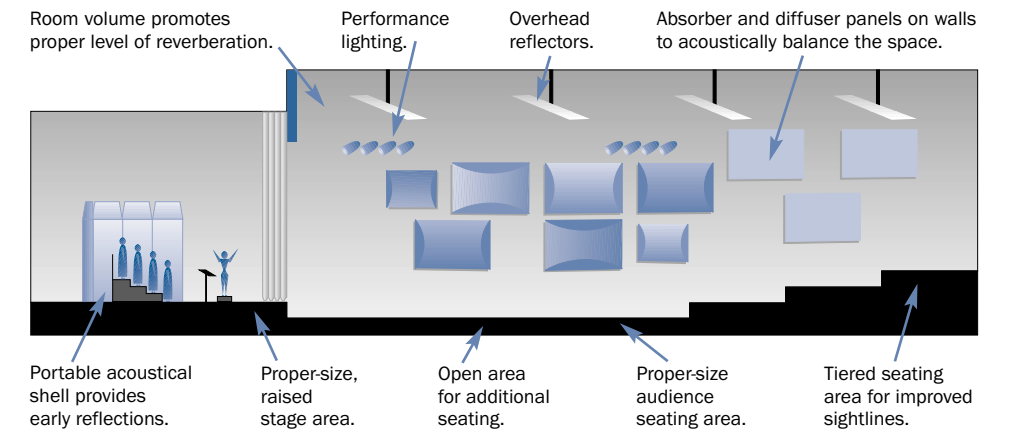 Room volume promotes
proper level of reverberation.
Performance
lighting.
Overhead
reflectors.
Absorber and diffuser panels on walls
to acoustically balance the space.
Portable acoustical
shell provides
early reflections.
Proper-size,
raised
stage area.
Open area
for additional
seating.
Proper-size
audience
seating area.
Tiered seating
area for improved
sightlines.